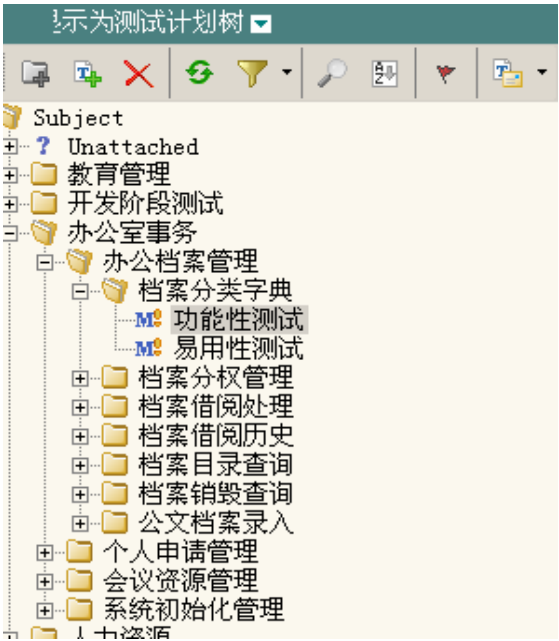 显示为测试计划树
Subject
Unattached
教育管理
开发阶段测试
办公室事务
办公档案管理
档案分类字典
功能性测试
易用性测试
档案分权管理
档案借阅处理
档案借阅历史
档案目录查询
档案销毁查询
公文档案录入
个人申请管理
会议资源管理
系统初始化管理
人力资源